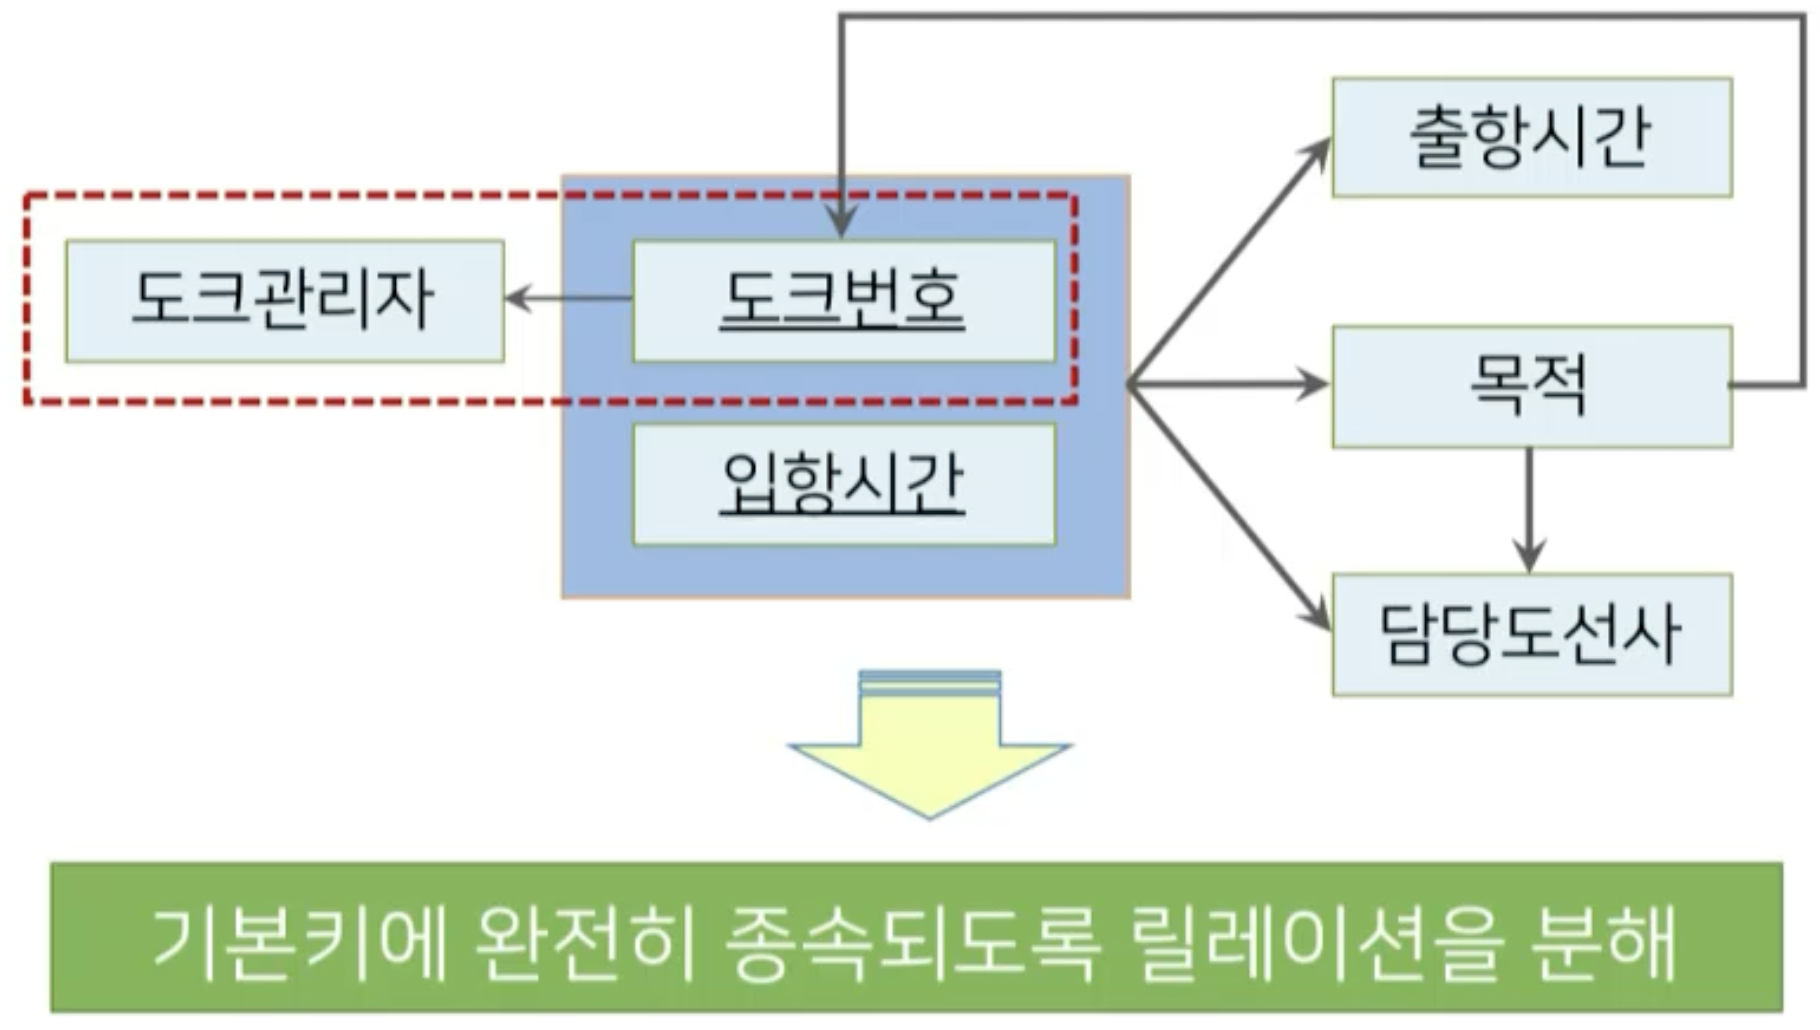 출항시간
도크관리자
도크번호
목적
입항시간
담당도선사
기본키에 완전히 종속되도록 릴레이션을 분해